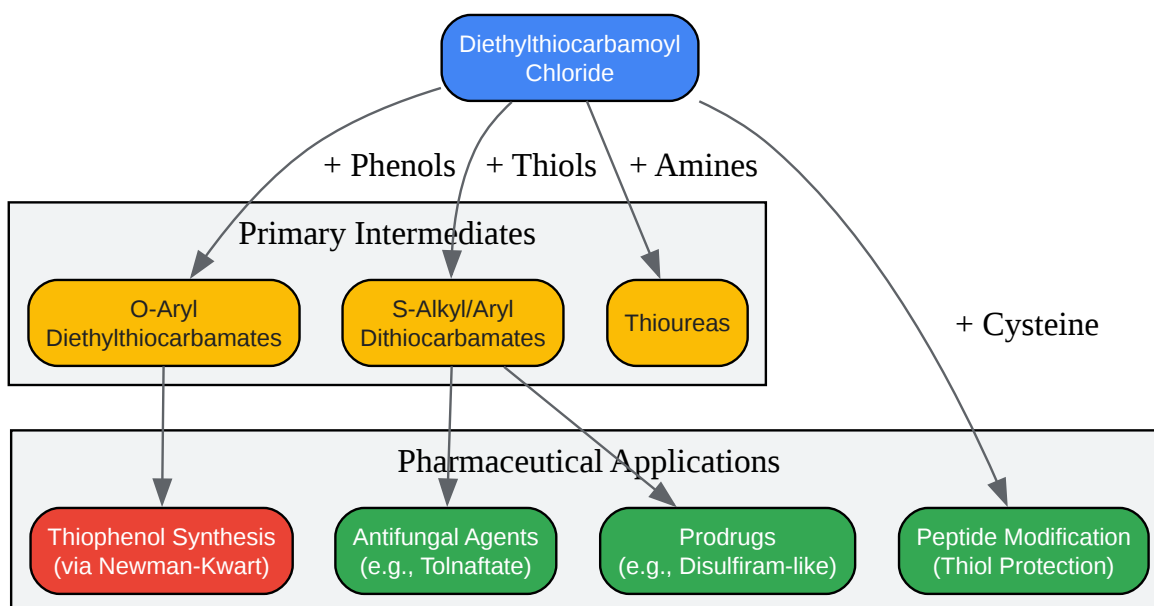 Diethylthiocarbamoyl
Chloride
+ Phenols
+ Thiols
+ Amines
Primary Intermediates
O-Aryl
Diethylthiocarbamates
S-Alkyl/Aryl
Dithiocarbamates
Thioureas
+ Cysteine
Pharmaceutical Applications
Thiophenol Synthesis
(via Newman-Kwart)
Antifungal Agents
(e.g., Tolnaftate)
Prodrugs
(e.g., Disulfiram-like)
Peptide Modification
(Thiol Protection)